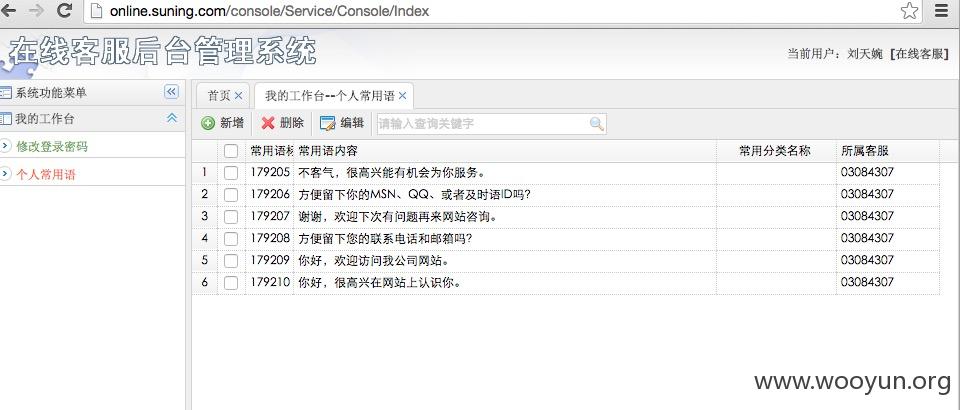 online.suning.com/console/Service/Console/Index
在线客服后台管理系统
当前用户：刘天婉 [在线客服]
系统功能菜单
首页 我的工作台--个人常用语
我的工作台
新增 删除 编辑 请输入查询关键字
修改登录密码
个人常用语
常用语标 常用语内容 常用分类名称 所属客服
1 179205 不客气，很高兴能有机会为你服务。 03084307
2 179206 方便留下你的MSN、QQ、或者及时语ID吗？ 03084307
3 179207 谢谢，欢迎下次有问题再来网站咨询。 03084307
4 179208 方便留下您的联系电话和邮箱吗？ 03084307
5 179209 你好，欢迎访问我公司网站。 03084307
6 179210 你好，很高兴在网站上认识你。 03084307
www.wooyun.org